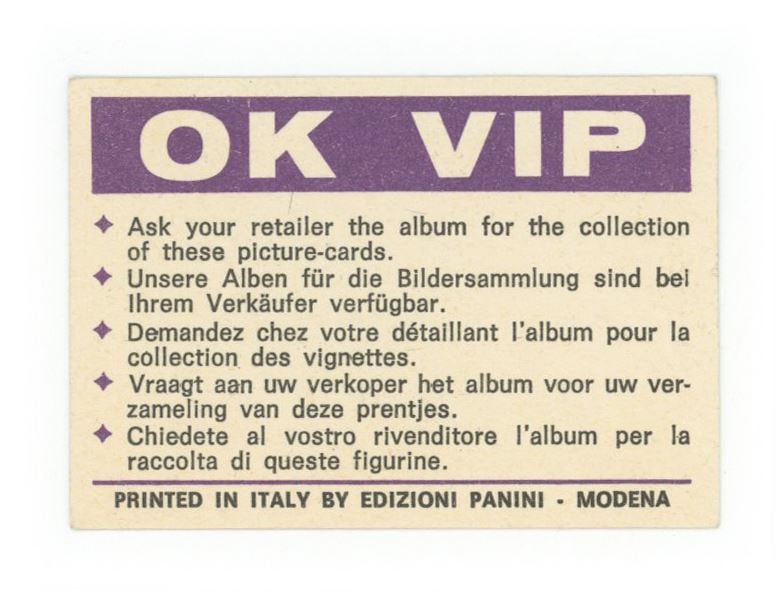 OK VIP
✦ Ask your retailer the album for the collection
of these picture-cards.
✦ Unsere Alben für die Bildersammlung sind bei
Ihrem Verkäufer verfügbar.
✦ Demandez chez votre détaillant l'album pour la
collection des vignettes.
✦ Vraagt aan uw verkoper het album voor uw ver-
zameling van deze prentjes.
✦ Chiedete al vostro rivenditore l'album per la
raccolta di queste figurine.
PRINTED IN ITALY BY EDIZIONI PANINI - MODENA